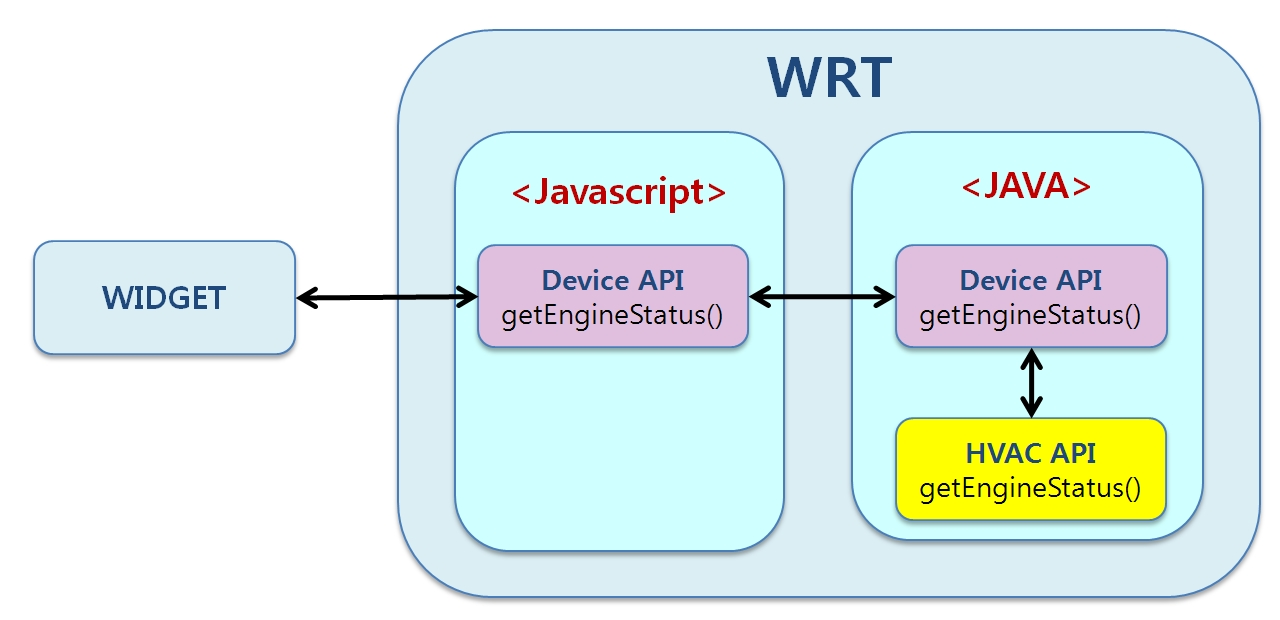 WRT
<Javascript>
<JAVA>
WIDGET
Device API
getEngineStatus()
Device API
getEngineStatus()
HVAC API
getEngineStatus()